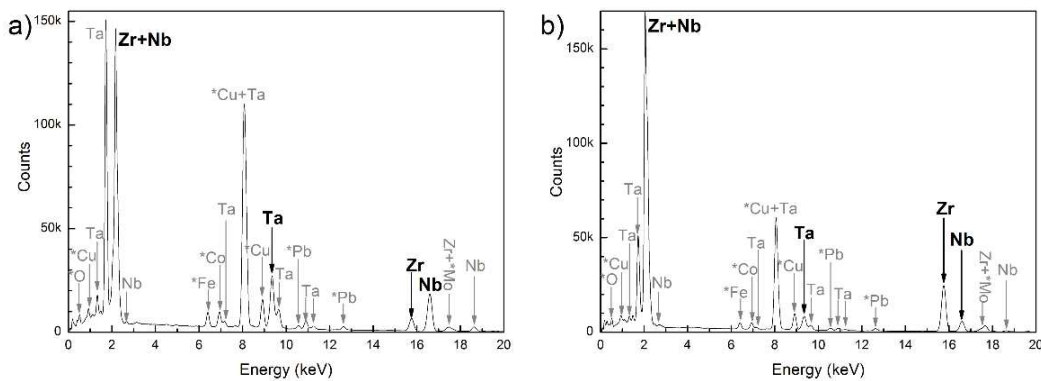 a)
150k
100k
50k
0
Counts
Ta
Zr+Nb
*Cu+Ta
Ta
*Cu
*O
Ta
Nb
*Fe
*Co
Ta
*Cu
Ta
Ta
*Pb
Ta
*Pb
Zr
Nb
Zr+*Mo
Nb
0 2 4 6 8 10 12 14 16 18 20
Energy (keV)
b)
150k
100k
50k
0
Counts
Zr+Nb
Ta
*Cu+Ta
*Cu
Ta
*O
Nb
*Fe
*Co
Ta
*Cu
Ta
Ta
*Pb
Ta
*Pb
Zr
Nb
Zr+*Mo
Nb
0 2 4 6 8 10 12 14 16 18 20
Energy (keV)